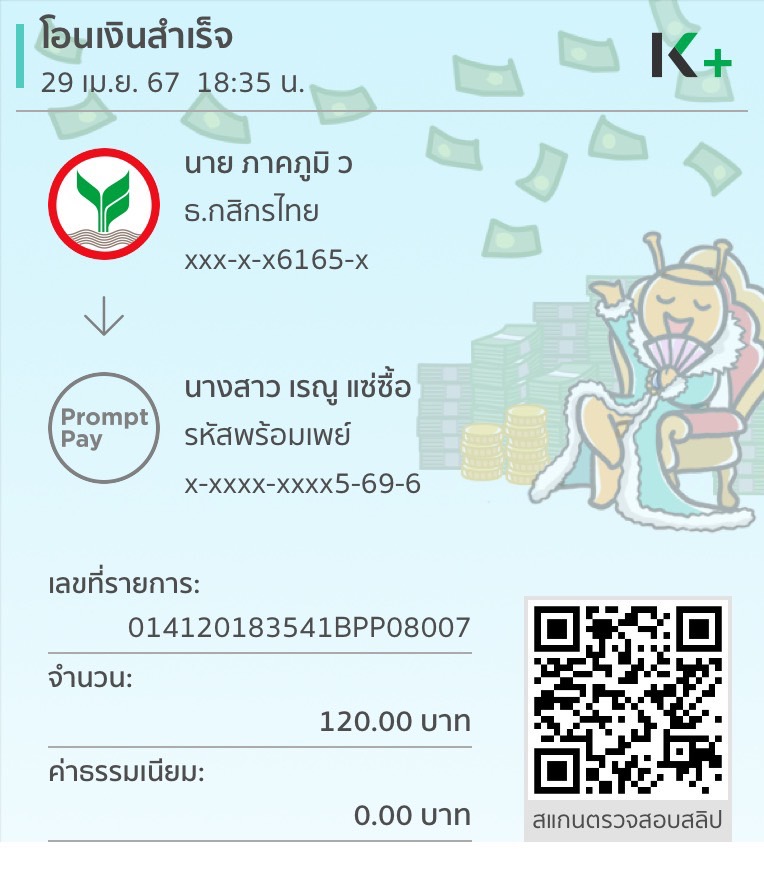 โอนเงินสำเร็จ
29 เม.ย. 67 18:35 น.
K+
นาย ภาคภูมิ ว
ธ.กสิกรไทย
xxx-x-x6165-x
Prompt
Pay
นางสาว เรณู แซ่ซื้อ
รหัสพร้อมเพย์
x-xxxx-xxxx5-69-6
เลขที่รายการ:
014120183541BPP08007
จำนวน:
120.00 บาท
ค่าธรรมเนียม:
0.00 บาท
สแกนตรวจสอบสลิป